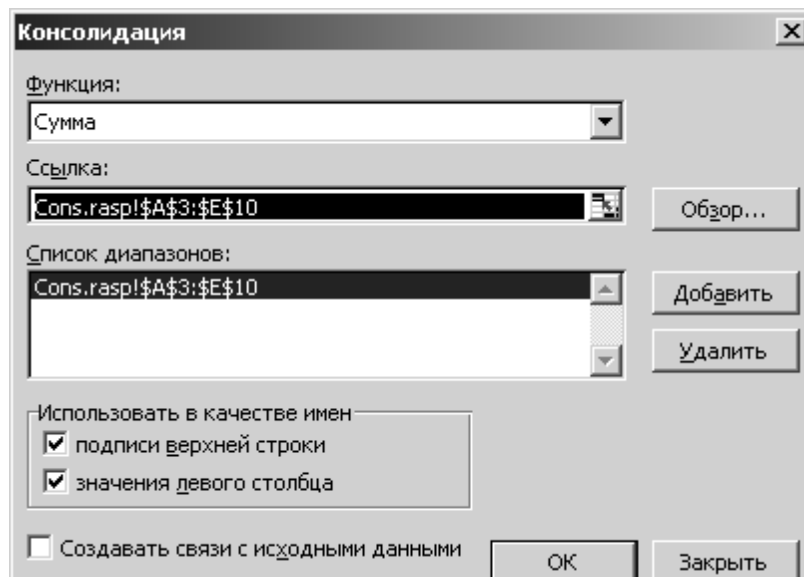 Консолидация
Функция:
Сумма
Ссылка:
Cons.rasp!$A$3:$E$10
Обзор...
Список диапазонов:
Cons.rasp!$A$3:$E$10
Добавить
Удалить
Использовать в качестве имен
подписи верхней строки
значения левого столбца
Создавать связи с исходными данными
ОК
Закрыть